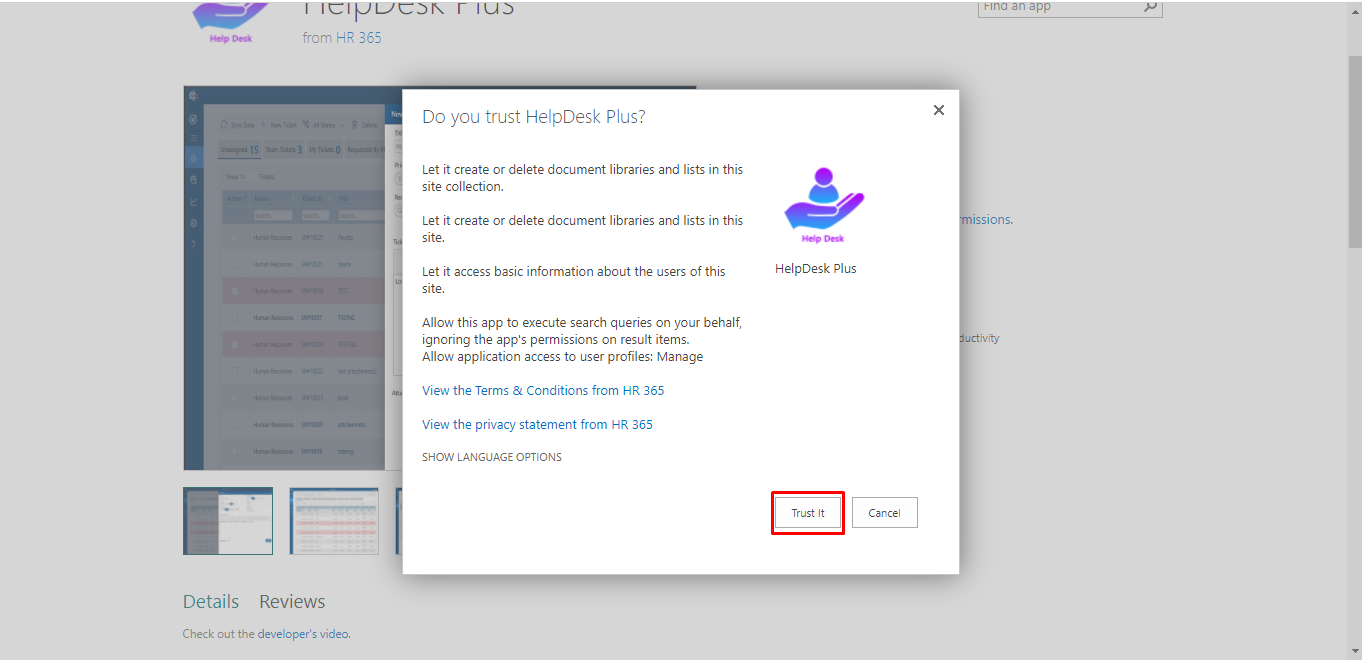 HelpDesk Plus
Find an app
Help Desk
from HR 365
Do you trust HelpDesk Plus?
Let it create or delete document libraries and lists in this
site collection.
Let it create or delete document libraries and lists in this
site.
Let it access basic information about the users of this
site.
Allow this app to execute search queries on your behalf,
ignoring the app's permissions on result items.
Allow application access to user profiles: Manage
View the Terms & Conditions from HR 365
View the privacy statement from HR 365
SHOW LANGUAGE OPTIONS
Help Desk
HelpDesk Plus
Trust It
Cancel
rmissions.
ductivity
Sync Data
New Ticket
All Teams
Delete
Unassigned 15
Team Tickets 3
My Tickets 0
Requested By M
Tickets
Action
Teams
Ticket ID
Title
Human Resources
Human Resources
Human Resources
TEST
Human Resources
Human Resources
Human Resources
Human Resources
Human Resources
Human Resources
Details
Reviews
Check out the developer's video.